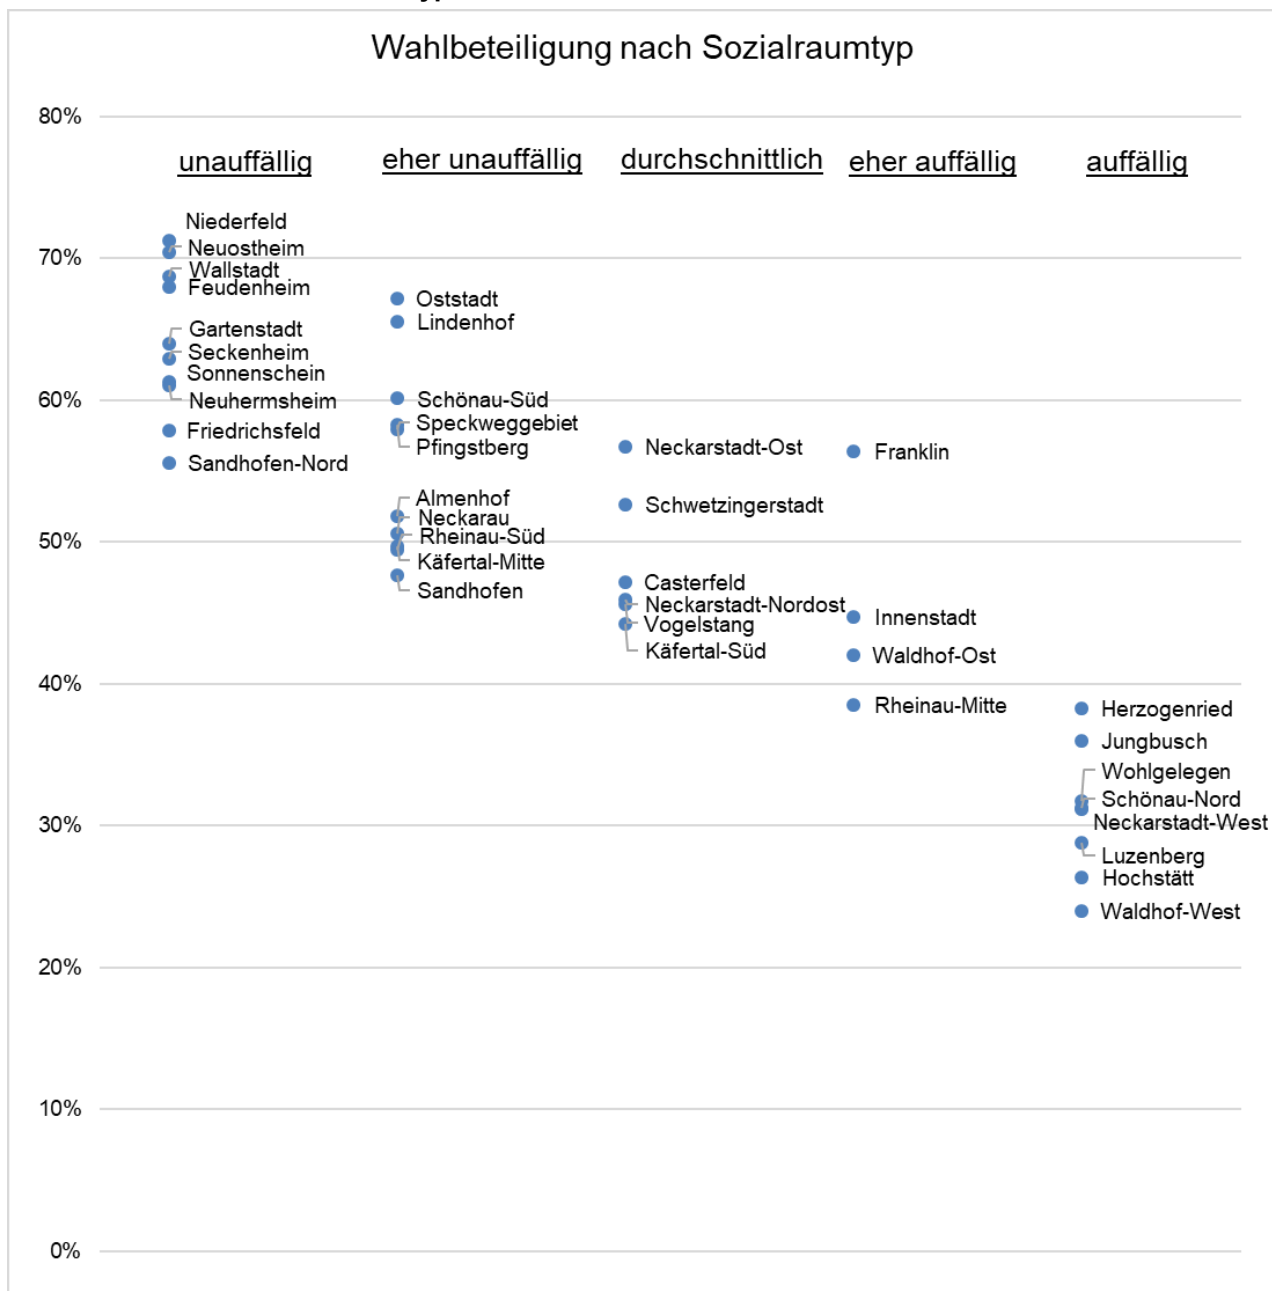 Wahlbeteiligung nach Sozialraumtyp
80%
unauffällig
eher unauffällig
durchschnittlich
eher auffällig
auffällig
Niederfeld
Neuostheim
70%
Wallstadt
Feudenheim
Oststadt
Lindenhof
Gartenstadt
Seckenheim
Sonnenschein
60%
Neuhermsheim
Schönau-Süd
Speckweggebiet
Friedrichsfeld
Pfingstberg
Neckarstadt-Ost
Franklin
Sandhofen-Nord
Almenhof
Schwetzingerstadt
Neckarau
Rheinau-Süd
50%
Käfertal-Mitte
Casterfeld
Sandhofen
Neckarstadt-Nordost
Innenstadt
Vogelstang
Käfertal-Süd
Waldhof-Ost
40%
Rheinau-Mitte
Herzogenried
Jungbusch
Wohlgelegen
Schönau-Nord
30%
Neckarstadt-West
Luzenberg
Hochstätt
Waldhof-West
20%
10%
0%